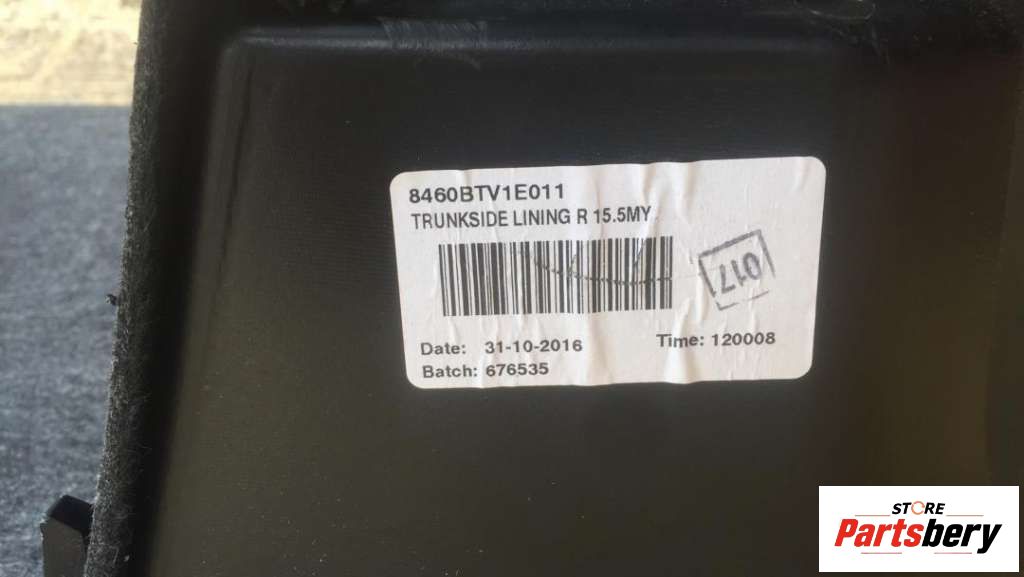 8460BTV1E011
TRUNKSIDE LINING R 15.5MY
017
Date: 31-10-2016 Time: 120008
Batch: 676535
STORE
Partsbery